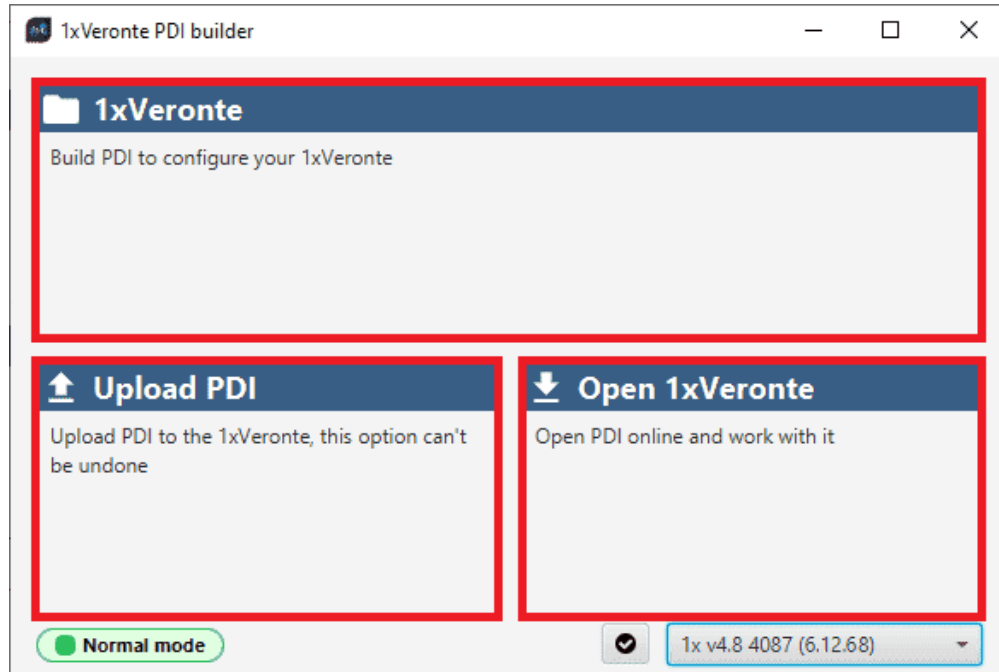 1xVeronte PDI builder
1xVeronte
Build PDI to configure your 1xVeronte
Upload PDI
Upload PDI to the 1xVeronte, this option can't
be undone
Open 1xVeronte
Open PDI online and work with it
Normal mode
1x v4.8 4087 (6.12.68)